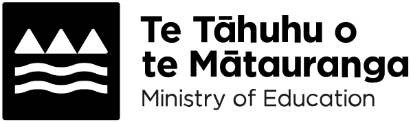 Te Tāhuhu o
te Mātauranga
Ministry of Education